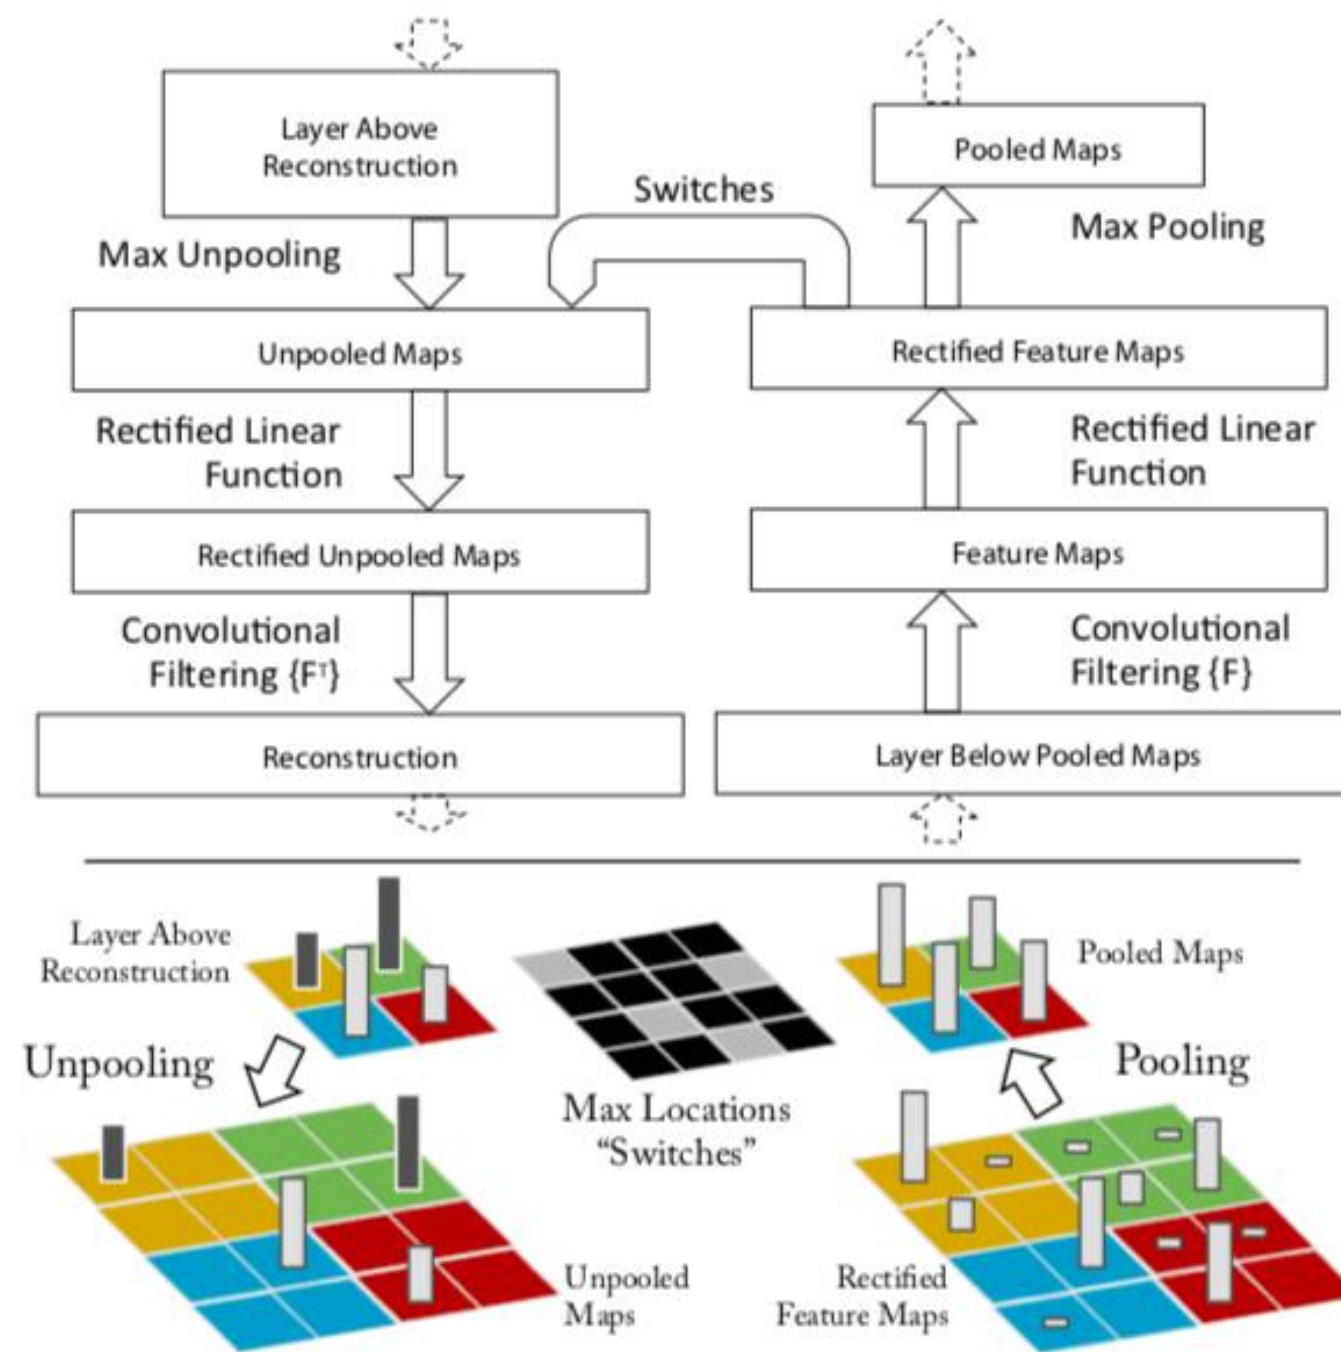 Layer Above
Reconstruction
Pooled Maps
Switches
Max Unpooling
Max Pooling
Unpooled Maps
Rectified Feature Maps
Rectified Linear
Function
Rectified Linear
Function
Rectified Unpooled Maps
Feature Maps
Convolutional
Filtering {Fᵀ}
Convolutional
Filtering {F}
Reconstruction
Layer Below Pooled Maps
Layer Above
Reconstruction
Pooled Maps
Unpooling
Pooling
Max Locations
“Switches”
Unpooled
Maps
Rectified
Feature Maps